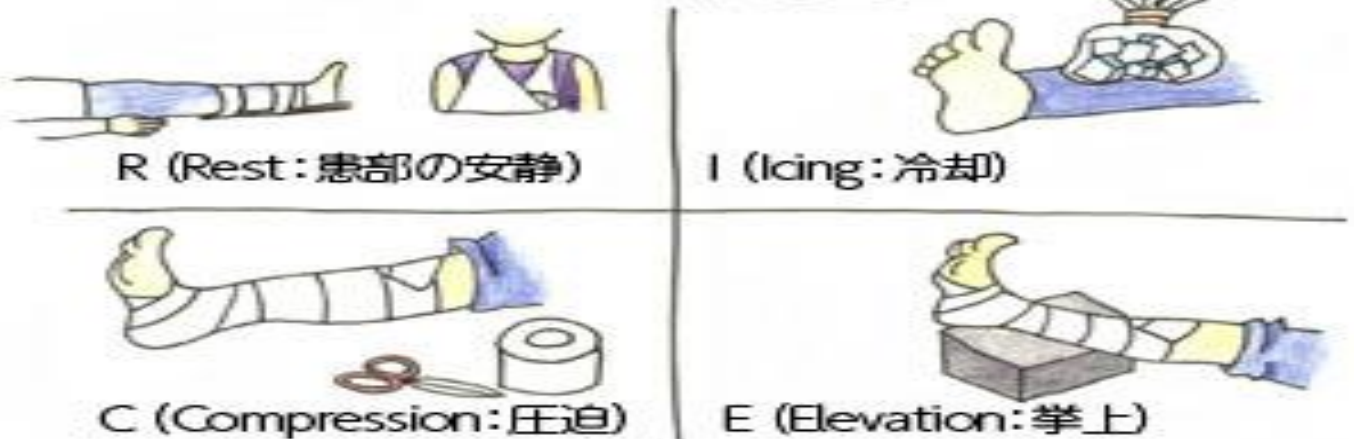 R (Rest：患部の安静)
I (Icing：冷却)
C (Compression：圧迫)
E (Elevation：挙上)